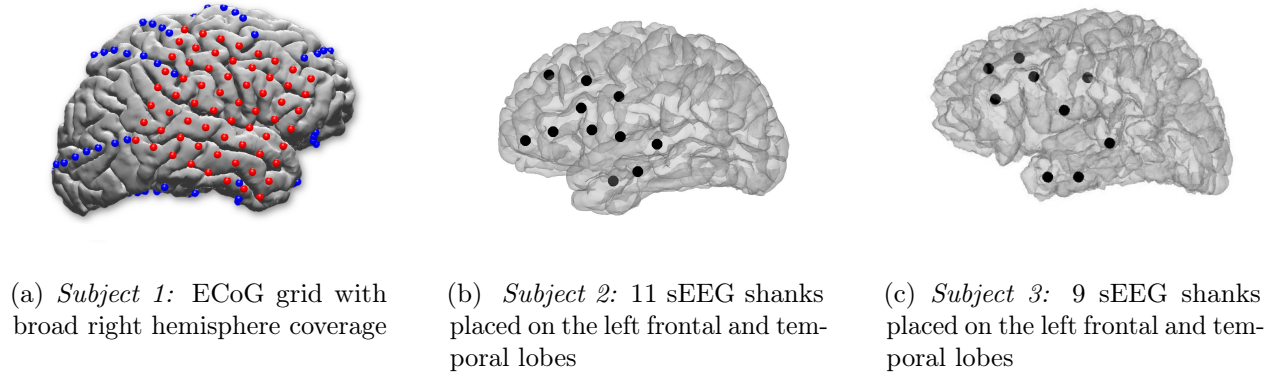 (a) Subject 1: ECoG grid with
broad right hemisphere coverage
(b) Subject 2: 11 sEEG shanks
placed on the left frontal and tem-
poral lobes
(c) Subject 3: 9 sEEG shanks
placed on the left frontal and tem-
poral lobes